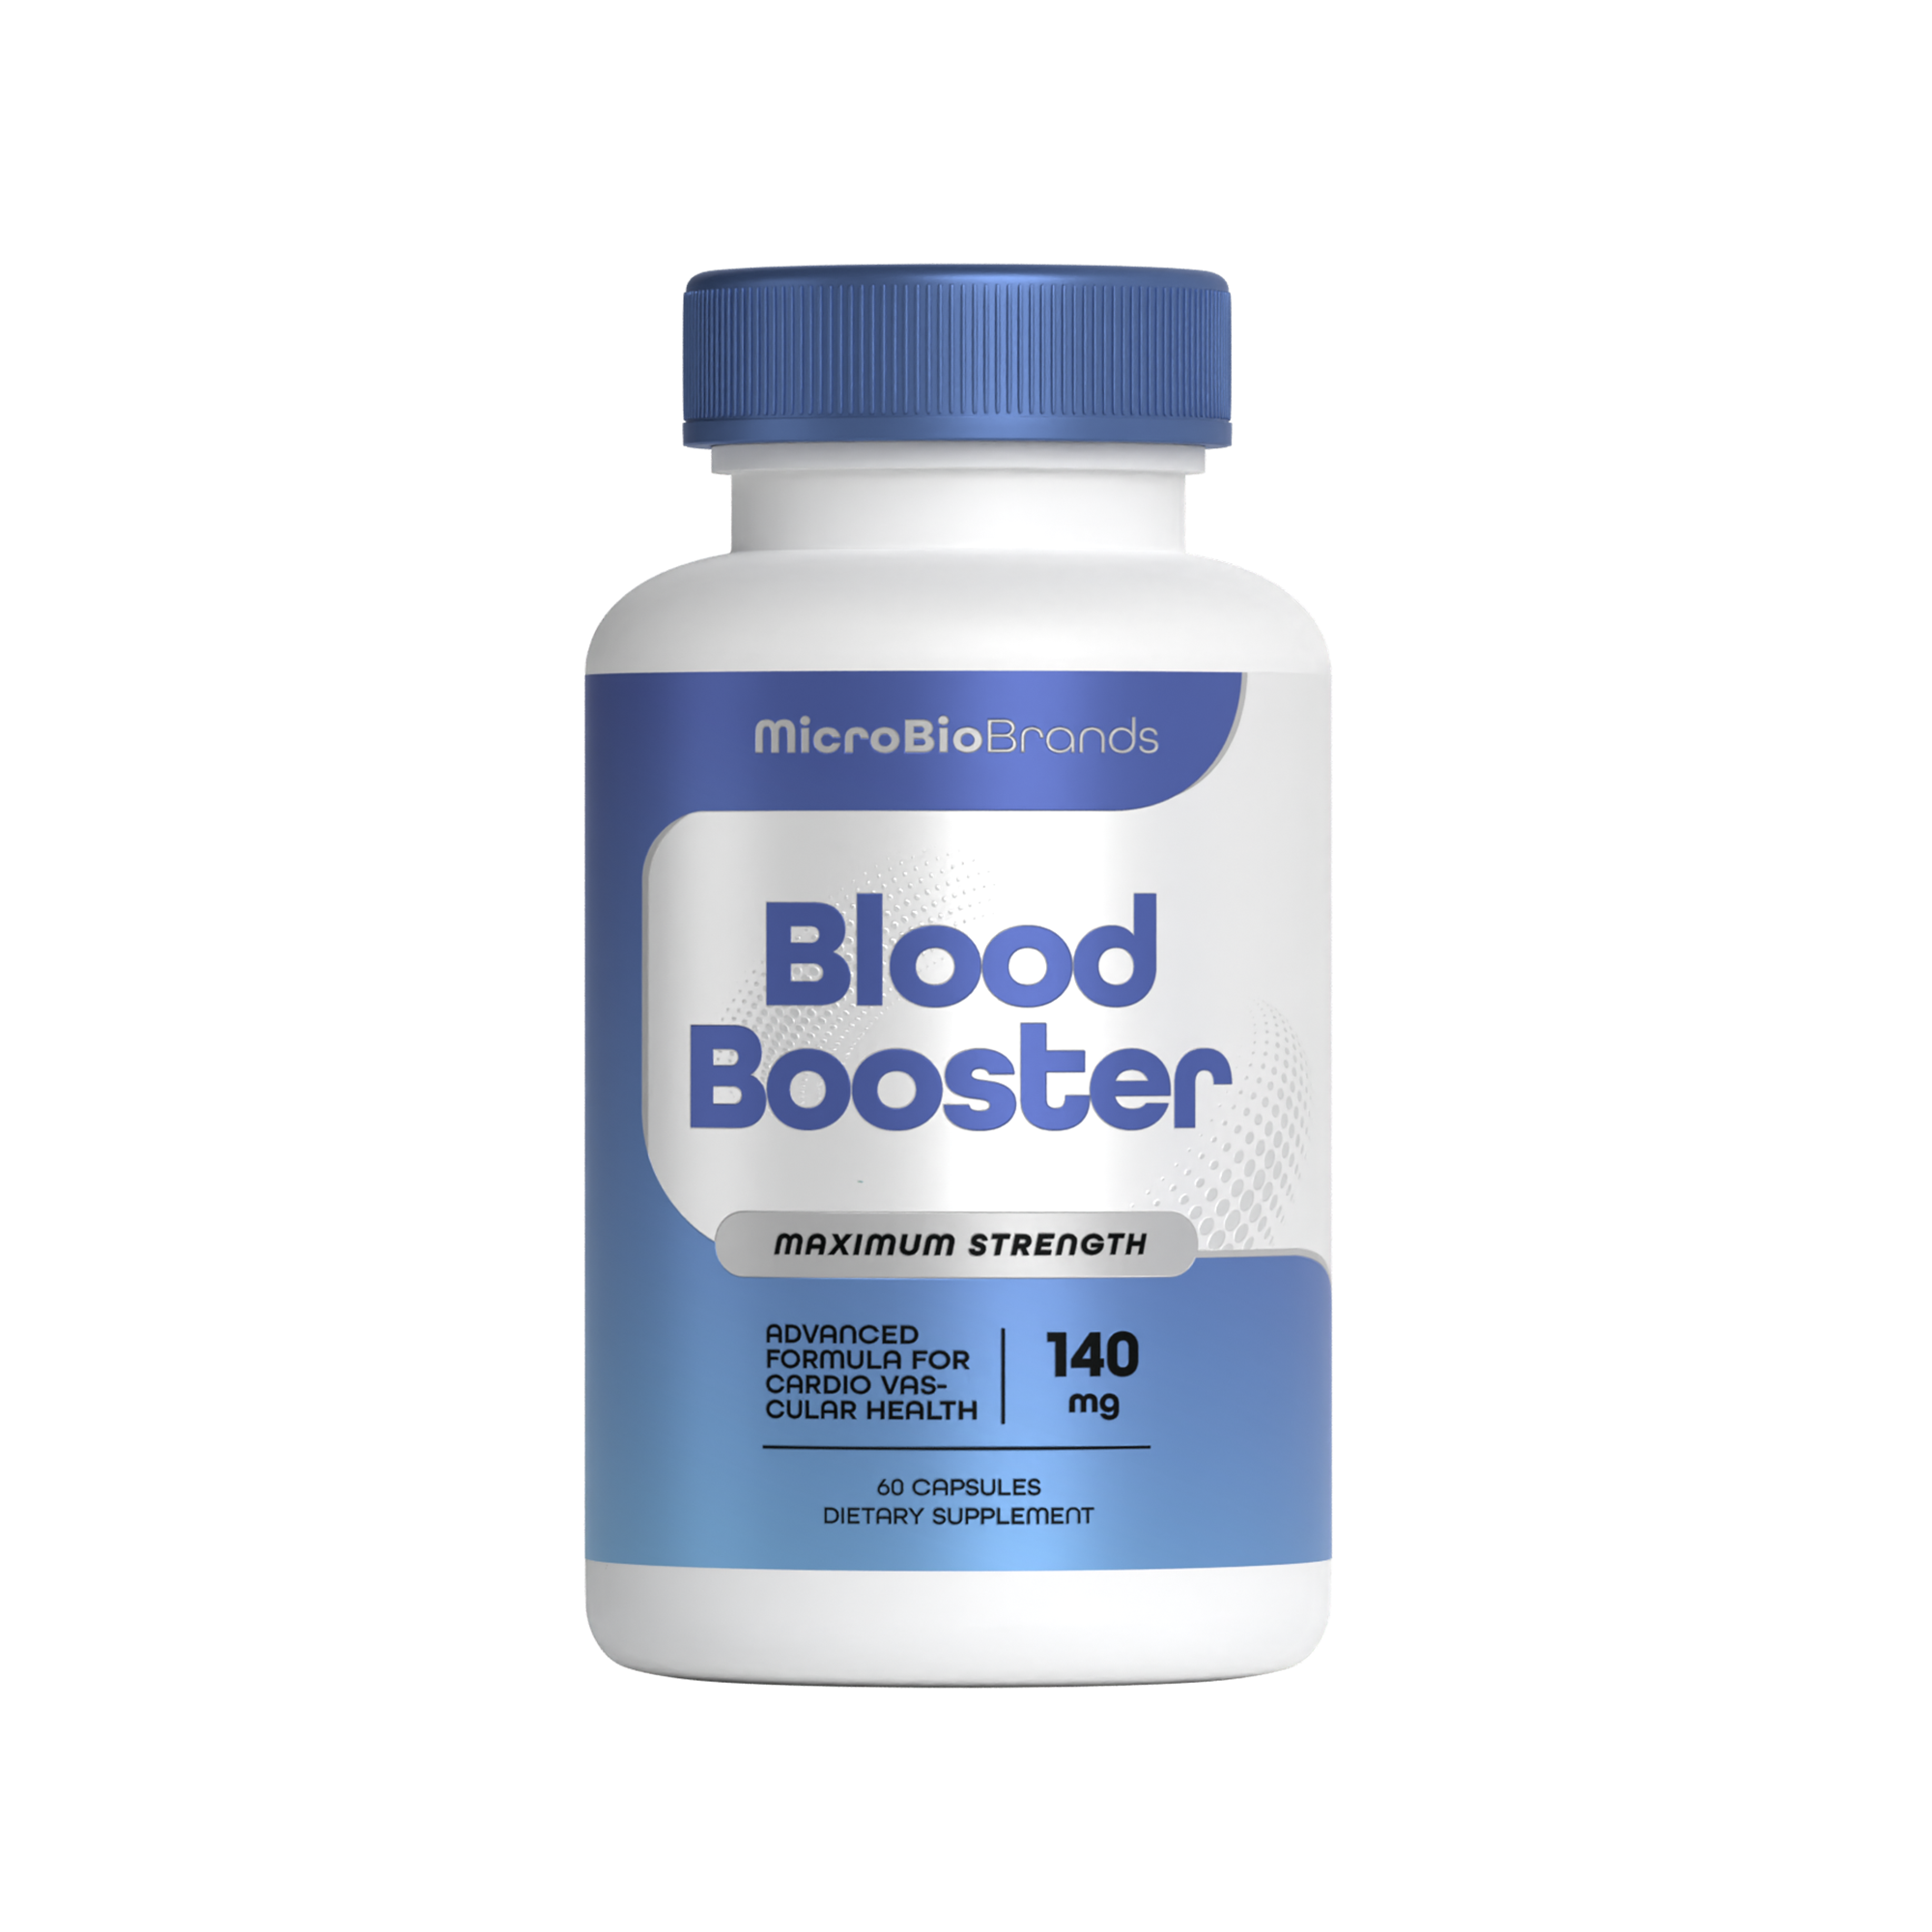 MicroBioBrands
Blood
Booster
MAXIMUM STRENGTH
ADVANCED
FORMULA FOR
CARDIO VAS-
CULAR HEALTH
140
mg
60 CAPSULES
DIETARY SUPPLEMENT